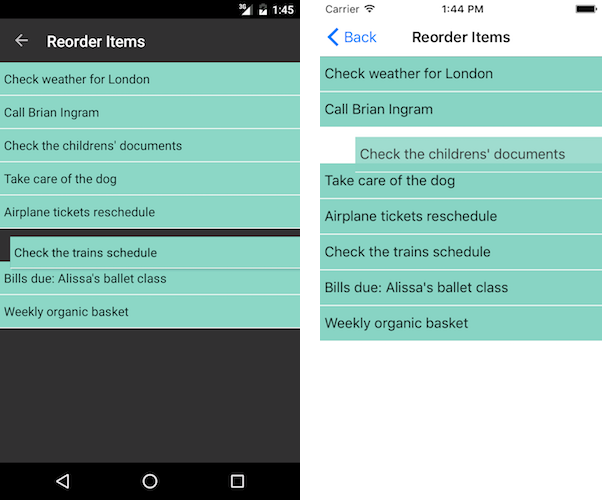 3G 1:45
Reorder Items
Check weather for London
Call Brian Ingram
Check the childrens' documents
Take care of the dog
Airplane tickets reschedule
Check the trains schedule
Bills due: Alissa's ballet class
Weekly organic basket
Carrier 1:44 PM
Back Reorder Items
Check weather for London
Call Brian Ingram
Check the childrens' documents
Take care of the dog
Airplane tickets reschedule
Check the trains schedule
Bills due: Alissa's ballet class
Weekly organic basket